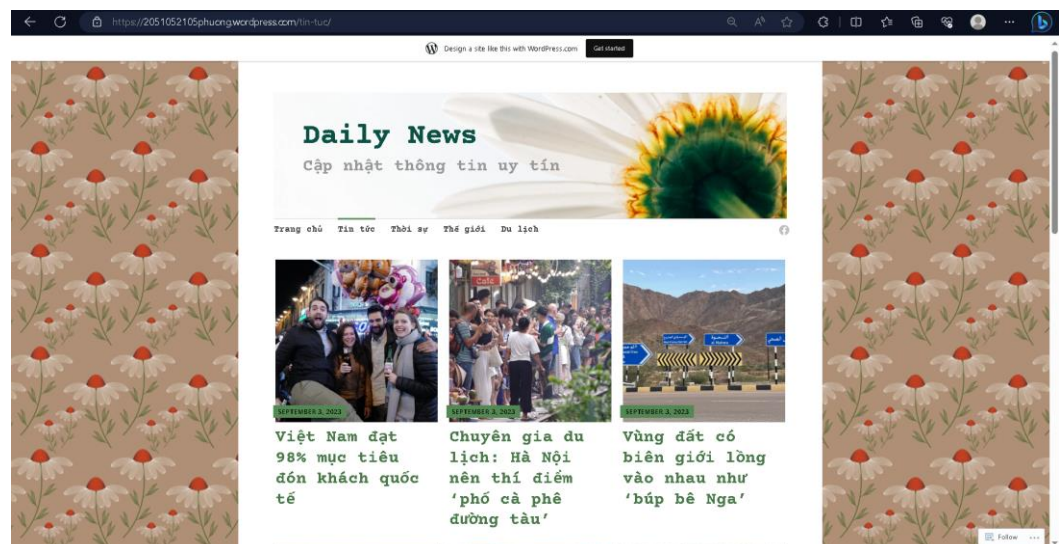 https://2051052105phuong.wordpress.com/tin-tuc/
Design a site like this with WordPress.com
Get started
Daily News
Cập nhật thông tin uy tín
Trang chủ Tin tức Thời sự Thế giới Du lịch
Cafe
SEPTEMBER 3, 2023
SEPTEMBER 3, 2023
SEPTEMBER 3, 2023
Việt Nam đạt
98% mục tiêu
đón khách quốc
tế
Chuyên gia du
lịch: Hà Nội
nên thí điểm
‘phố cà phê
đường tàu’
Vùng đất có
biên giới lồng
vào nhau như
‘búp bê Nga’
Follow